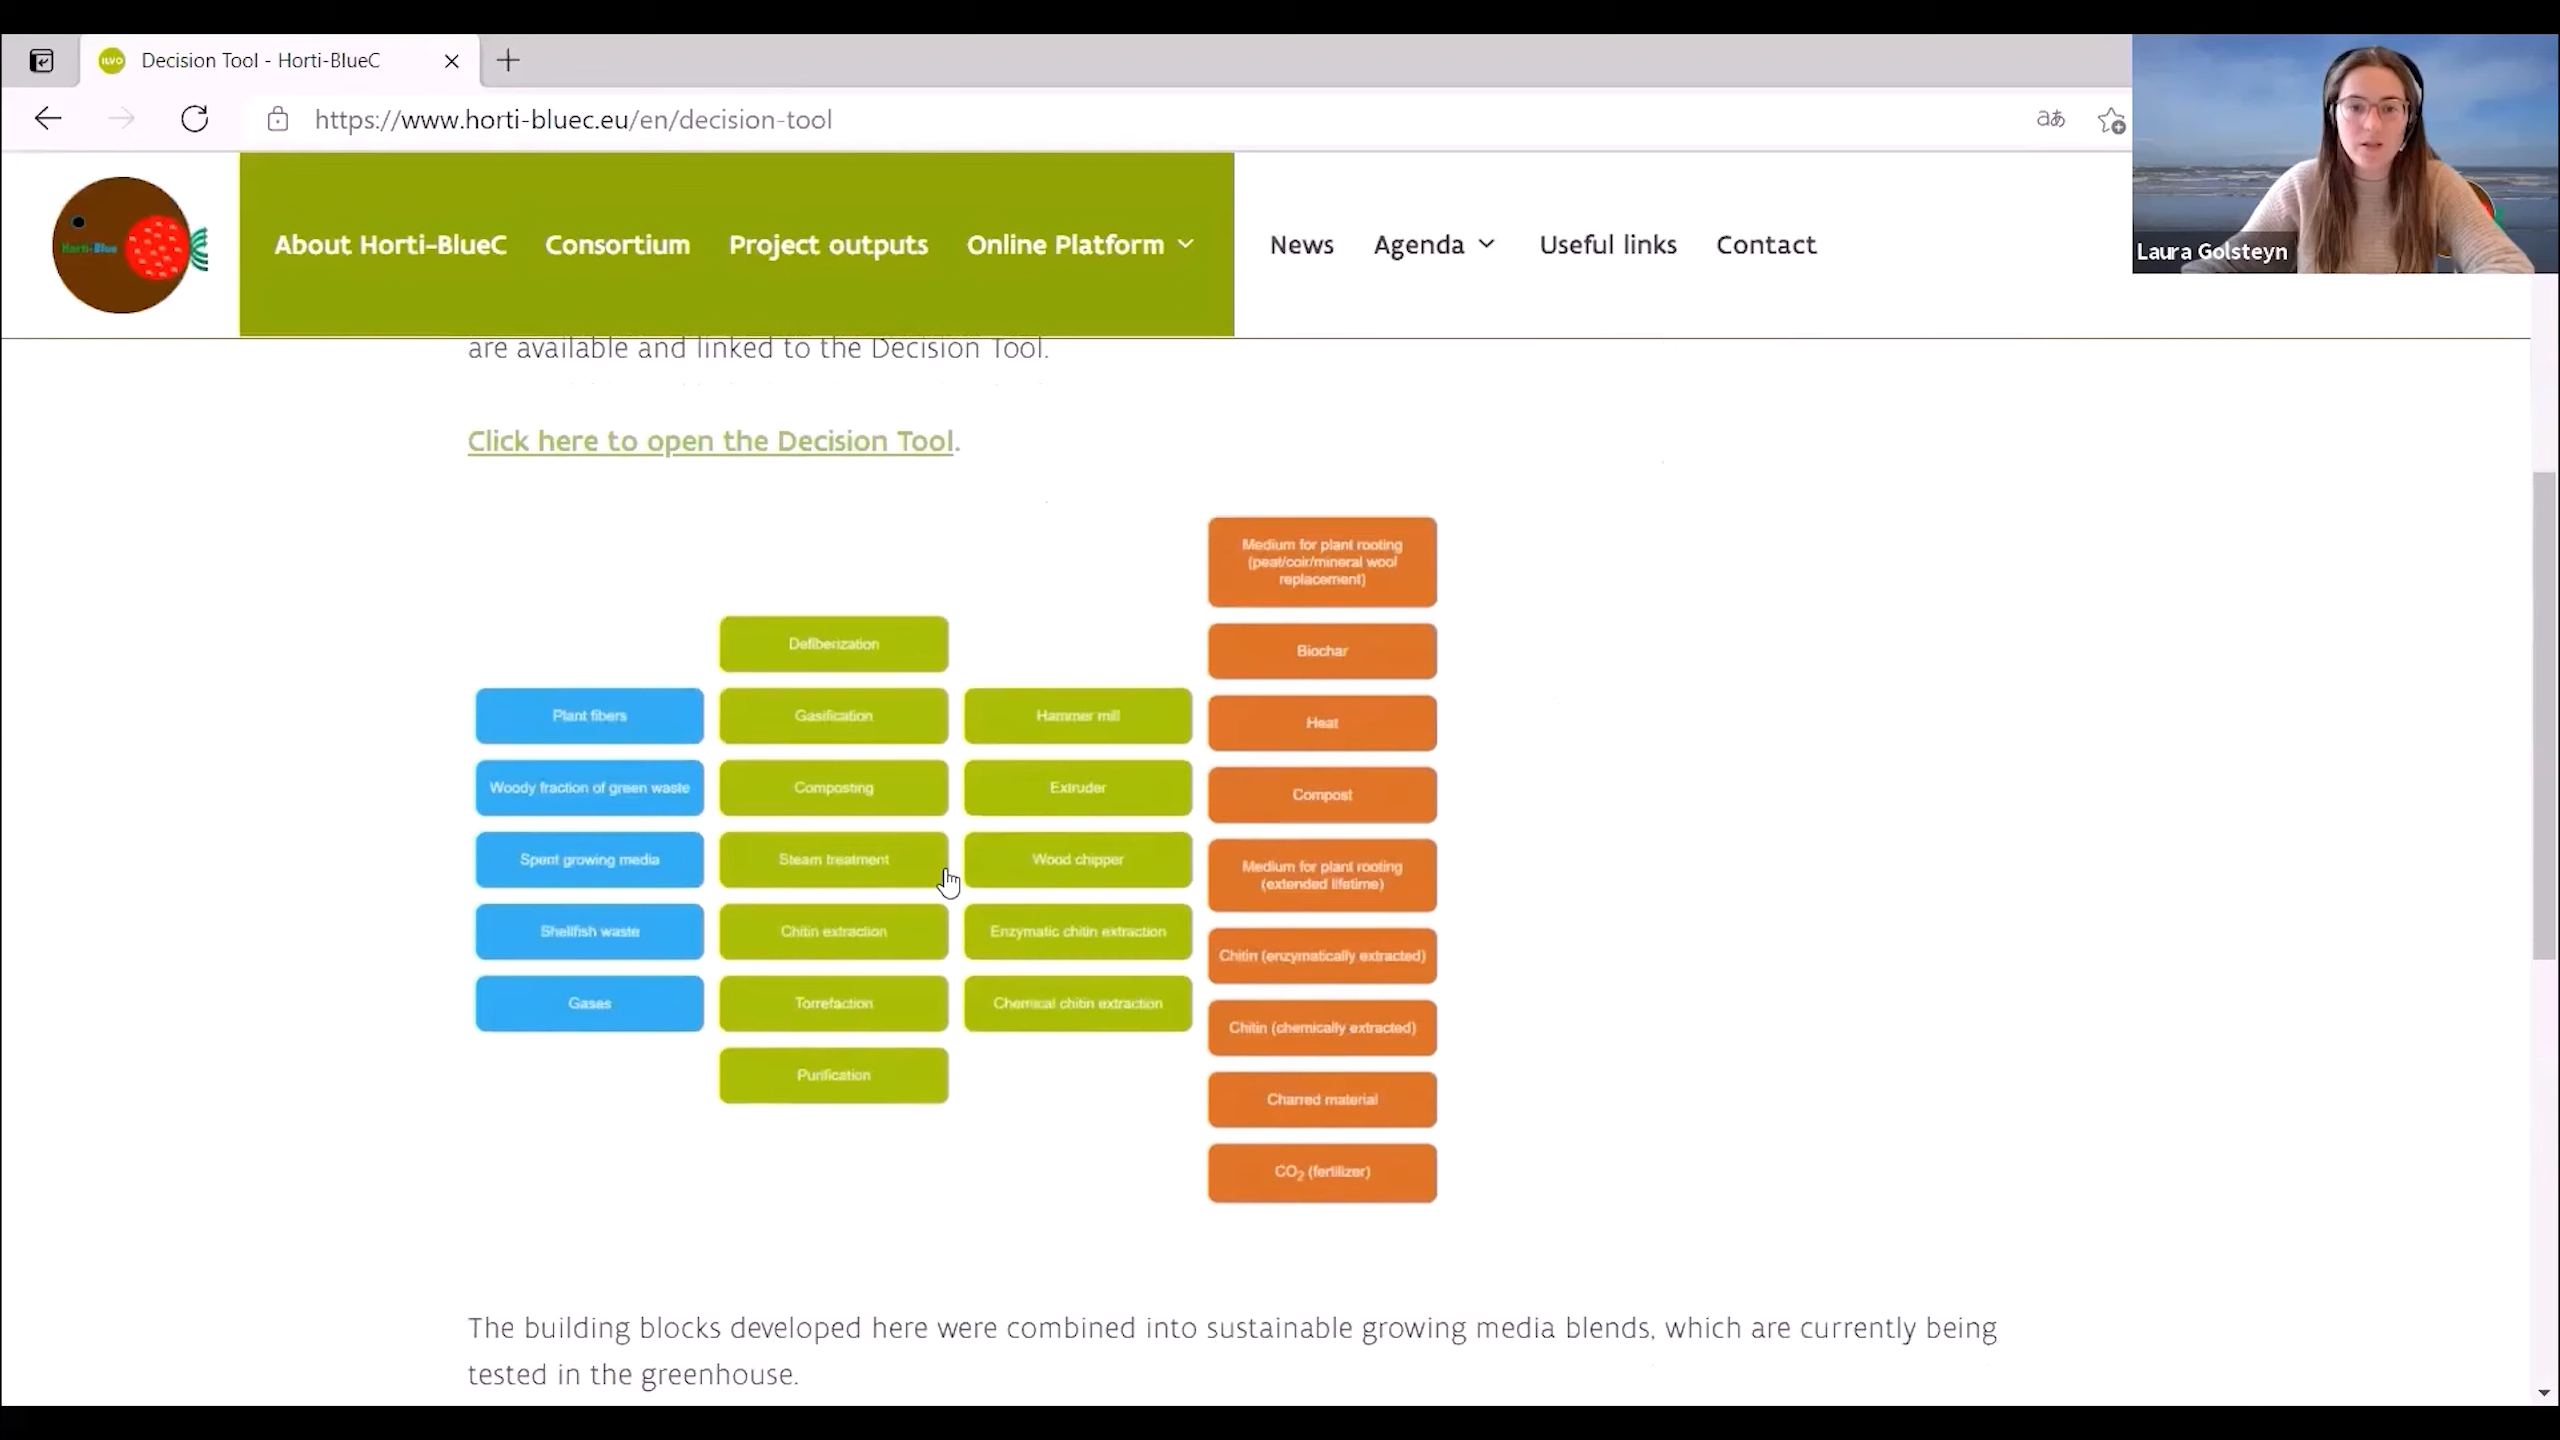 Decision Tool - Horti-BlueC
https://www.horti-bluec.eu/en/decision-tool
aあ
ILVO
Horti-Blue
About Horti-BlueC
Consortium
Project outputs
Online Platform
News
Agenda
Useful links
Contact
Laura Golsteyn
are available and linked to the Decision Tool.
Click here to open the Decision Tool.
Plant fibers
Woody fraction of green waste
Spent growing media
Shellfish waste
Gases
Defiberization
Gasification
Composting
Steam treatment
Chitin extraction
Torrefaction
Purification
Hammer mill
Extruder
Wood chipper
Enzymatic chitin extraction
Chemical chitin extraction
Medium for plant rooting
(peat/coir/mineral wool
replacement)
Biochar
Heat
Compost
Medium for plant rooting
(extended lifetime)
Chitin (enzymatically extracted)
Chitin (chemically extracted)
Charred material
CO₂ (fertilizer)
The building blocks developed here were combined into sustainable growing media blends, which are currently being
tested in the greenhouse.